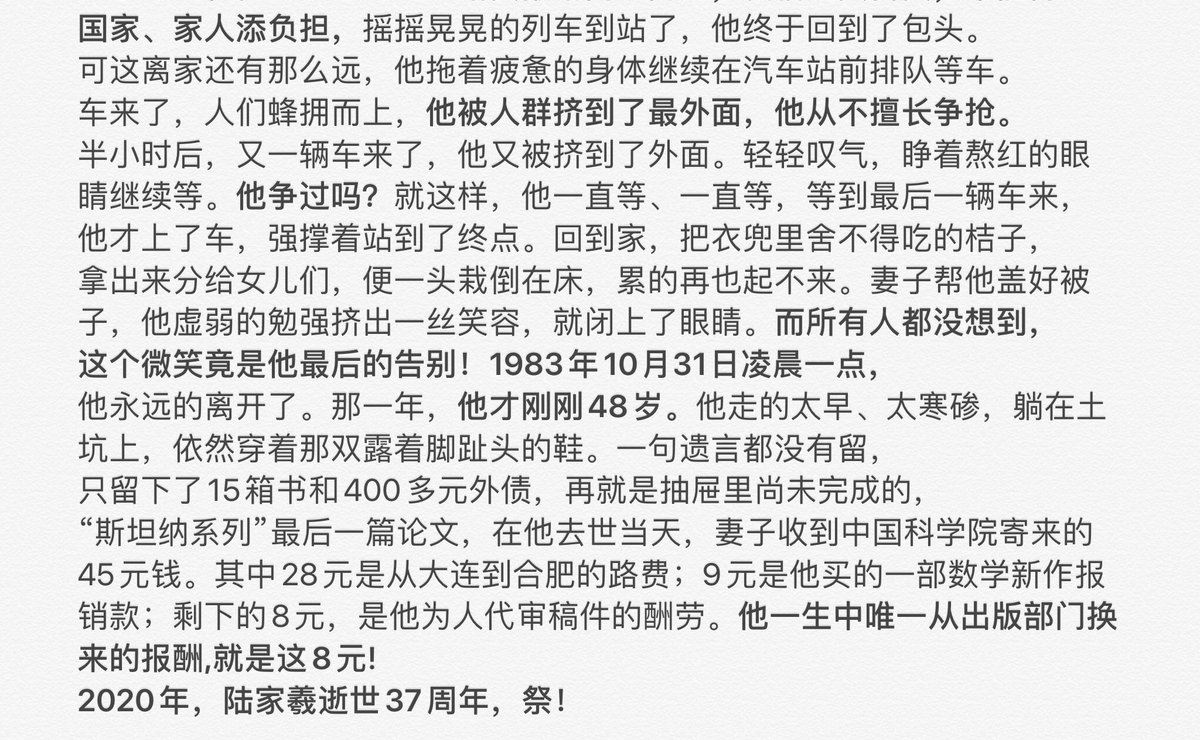 国家、家人添负担，摇摇晃晃的列车到站了，他终于回到了包头。
可这离家还有那么远，他拖着疲惫的身体继续在汽车站前排队等车。
车来了，人们蜂拥而上，他被人群挤到了最外面，他从不擅长争抢。
半小时后，又一辆车来了，他又被挤到了外面。轻轻叹气，睁着熬红的眼
睛继续等。他争过吗？就这样，他一直等、一直等，等到最后一辆车来，
他才上了车，强撑着站到了终点。回到家，把衣兜里舍不得吃的桔子，
拿出来分给女儿们，便一头栽倒在床，累的再也起不来。妻子帮他盖好被
子，他虚弱的勉强挤出一丝笑容，就闭上了眼睛。而所有人都没想到，
这个微笑竟是他最后的告别！1983年10月31日凌晨一点，
他永远的离开了。那一年，他才刚刚48岁。他走的太早、太寒碜，躺在土
坑上，依然穿着那双露着脚趾头的鞋。一句遗言都没有留，
只留下了15箱书和400多元外债，再就是抽屉里尚未完成的，
“斯坦纳系列”最后一篇论文，在他去世当天，妻子收到中国科学院寄来的
45元钱。其中28元是从大连到合肥的路费；9元是他买的一部数学新作报
销款；剩下的8元，是他为人代审稿件的酬劳。他一生中唯一从出版部门换
来的报酬,就是这8元!
2020年，陆家羲逝世37周年，祭！